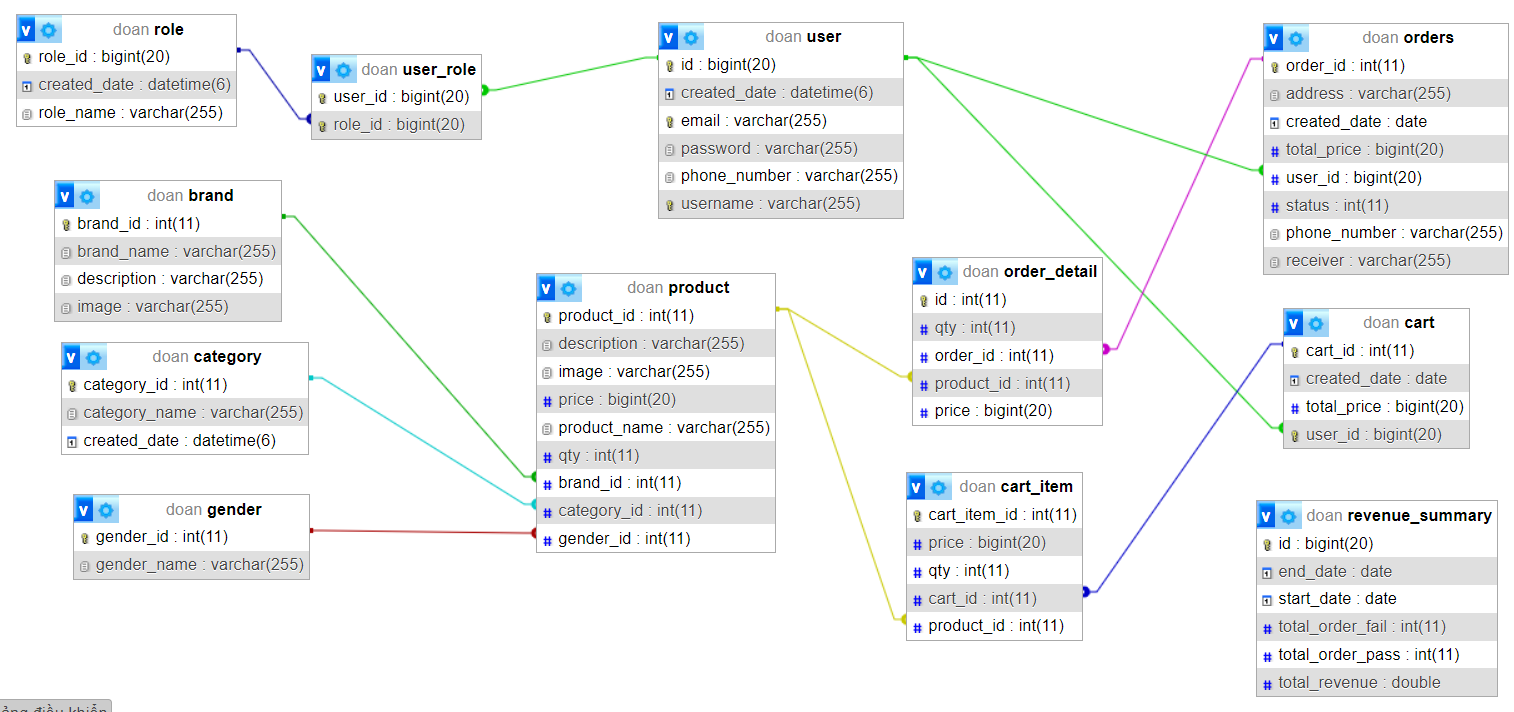 doan role
role_id : bigint(20)
created_date : datetime(6)
role_name : varchar(255)
doan user_role
user_id : bigint(20)
role_id : bigint(20)
doan user
id : bigint(20)
created_date : datetime(6)
email : varchar(255)
password : varchar(255)
phone_number : varchar(255)
username : varchar(255)
doan orders
order_id : int(11)
address : varchar(255)
created_date : date
total_price : bigint(20)
user_id : bigint(20)
status : int(11)
phone_number : varchar(255)
receiver : varchar(255)
doan brand
brand_id : int(11)
brand_name : varchar(255)
description : varchar(255)
image : varchar(255)
doan category
category_id : int(11)
category_name : varchar(255)
created_date : datetime(6)
doan gender
gender_id : int(11)
gender_name : varchar(255)
doan product
product_id : int(11)
description : varchar(255)
image : varchar(255)
price : bigint(20)
product_name : varchar(255)
qty : int(11)
brand_id : int(11)
category_id : int(11)
gender_id : int(11)
doan order_detail
id : int(11)
qty : int(11)
order_id : int(11)
product_id : int(11)
price : bigint(20)
doan cart
cart_id : int(11)
created_date : date
total_price : bigint(20)
user_id : bigint(20)
doan cart_item
cart_item_id : int(11)
price : bigint(20)
qty : int(11)
cart_id : int(11)
product_id : int(11)
doan revenue_summary
id : bigint(20)
end_date : date
start_date : date
total_order_fail : int(11)
total_order_pass : int(11)
total_revenue : double
điều khiển